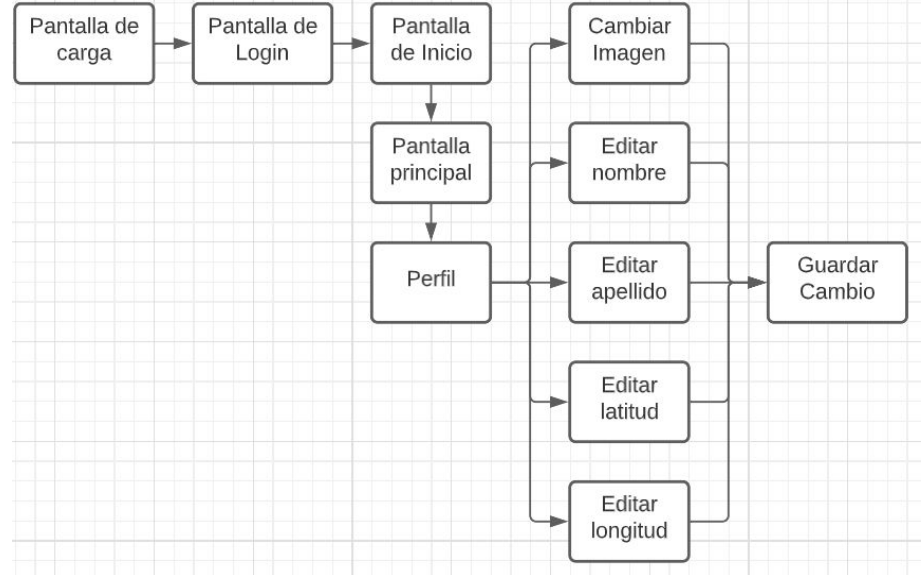 Pantalla de
carga
Pantalla de
Login
Pantalla
de Inicio
Pantalla
principal
Perfil
Cambiar
Imagen
Editar
nombre
Editar
apellido
Editar
latitud
Editar
longitud
Guardar
Cambio